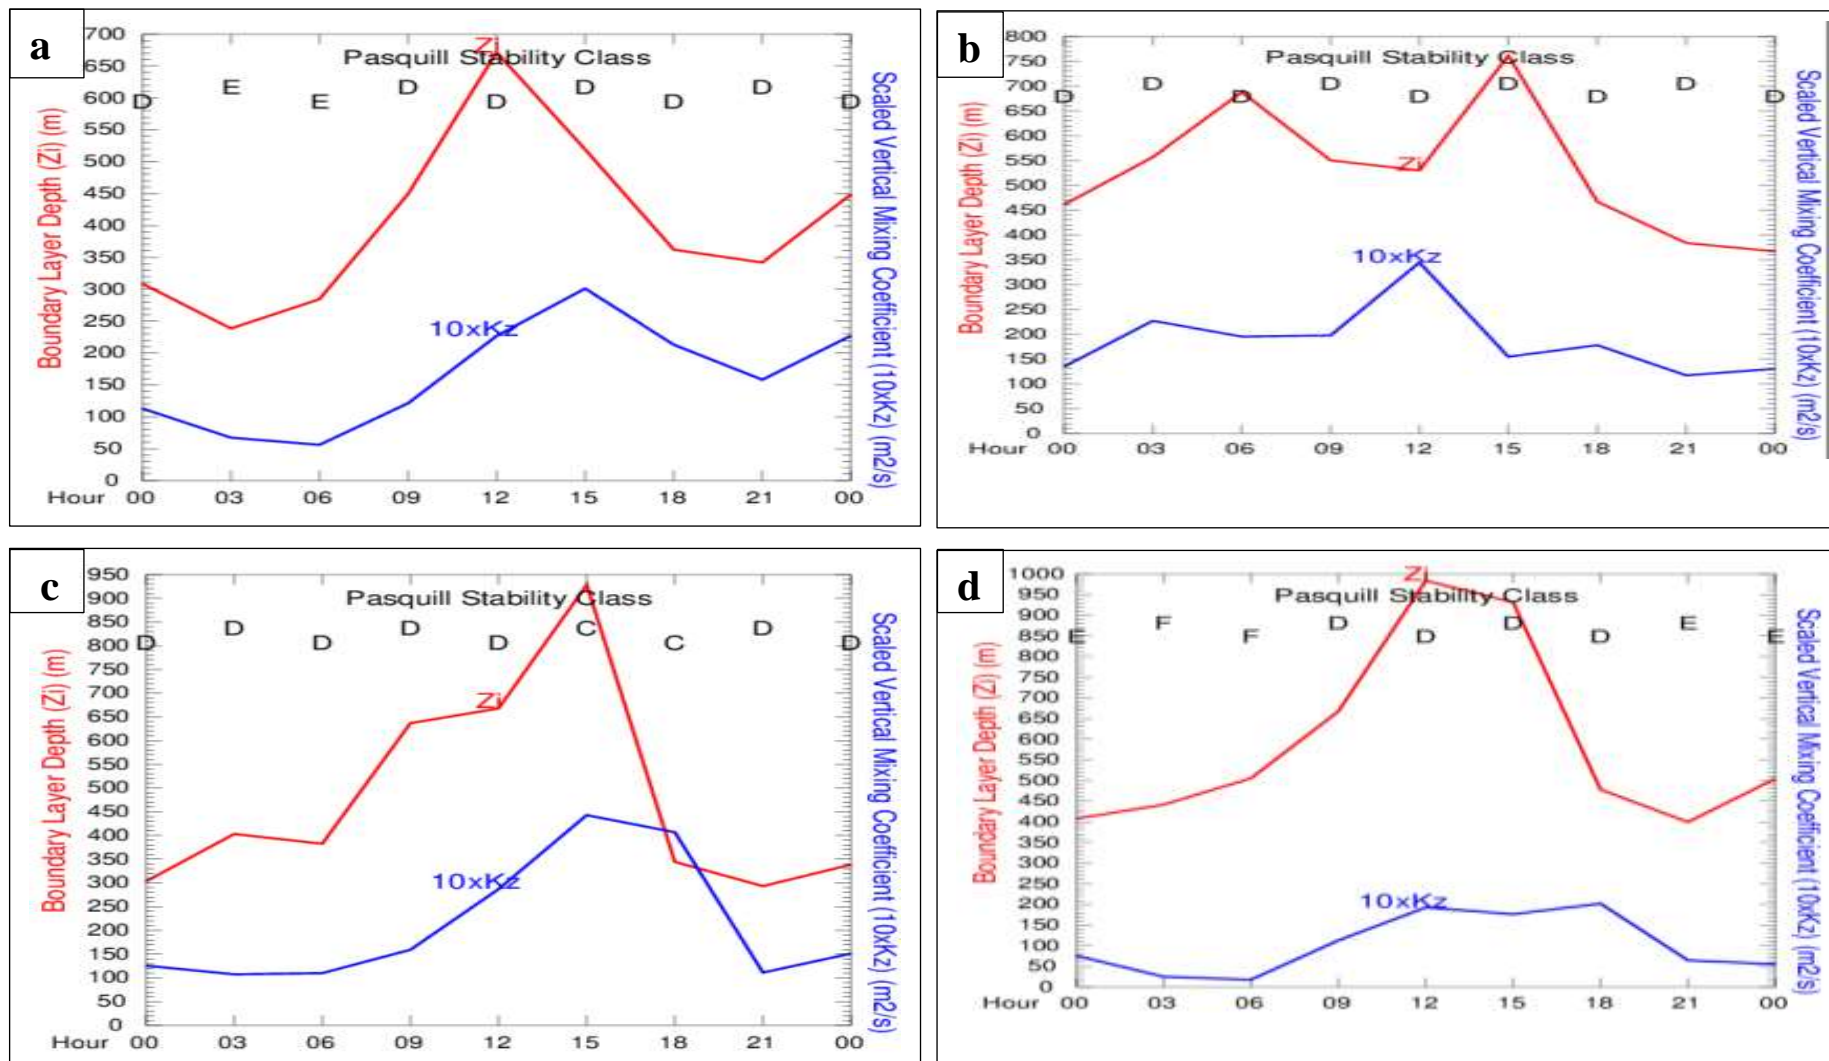 a
700
650
600
550
500
450
400
350
300
250
200
150
100
50
0
Boundary Layer Depth (Zi) (m)
Scaled Vertical Mixing Coefficient (10xKz) (m2/s)
Zi
Pasquill Stability Class
D E E D D D D D D
10xKz
Hour 00 03 06 09 12 15 18 21 00
b
800
750
700
650
600
550
500
450
400
350
300
250
200
150
100
50
0
Boundary Layer Depth (Zi) (m)
Scaled Vertical Mixing Coefficient (10xKz) (m2/s)
Pasquill Stability Class
D D D D D D D D D
Zi
10xKz
Hour 00 03 06 09 12 15 18 21 00
c
950
900
850
800
750
700
650
600
550
500
450
400
350
300
250
200
150
100
50
0
Boundary Layer Depth (Zi) (m)
Scaled Vertical Mixing Coefficient (10xKz) (m2/s)
Pasquill Stability Class
D D D D D C C D D
Zi
10xKz
Hour 00 03 06 09 12 15 18 21 00
d
1000
950
900
850
800
750
700
650
600
550
500
450
400
350
300
250
200
150
100
50
0
Boundary Layer Depth (Zi) (m)
Scaled Vertical Mixing Coefficient (10xKz) (m2/s)
Zi
Pasquill Stability Class
E F F D D D D E E
10xKz
Hour 00 03 06 09 12 15 18 21 00